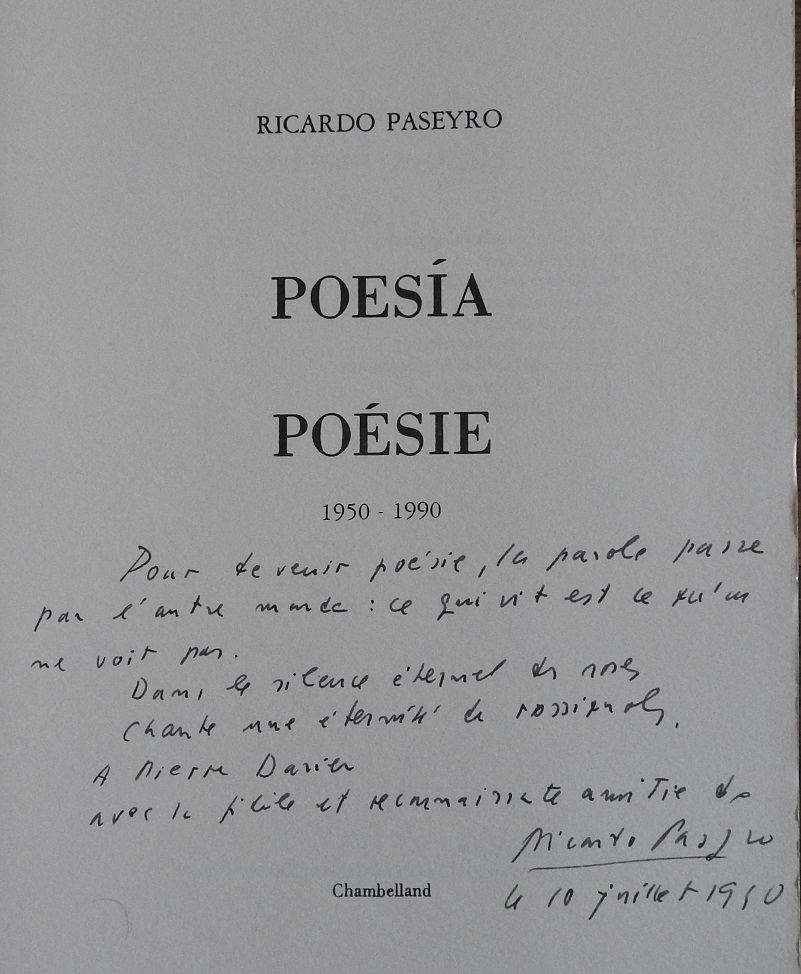 RICARDO PASEYRO
POESÍA
POÉSIE
1950 - 1990
Pour devenir poésie, la parole passe
par l'autre monde : ce qui vit est ce qu'on
ne voit pas.
Dans le silence éternel des roses
Chante une éternité de rossignols.
A Pierre Darier
avec la fidèle et reconnaissante amitié de
Ricardo Paseyro
le 10 juillet 1990
Chambelland